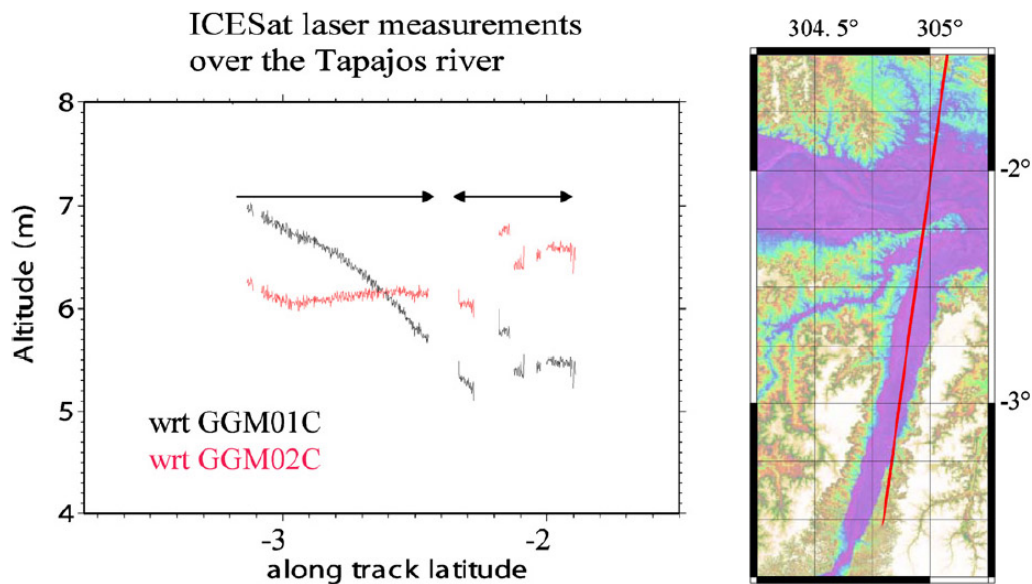 ICESat laser measurements
over the Tapajos river
8
7
6
5
4
Altitude (m)
wrt GGM01C
wrt GGM02C
-3
-2
along track latitude
304. 5°
305°
-2°
-3°